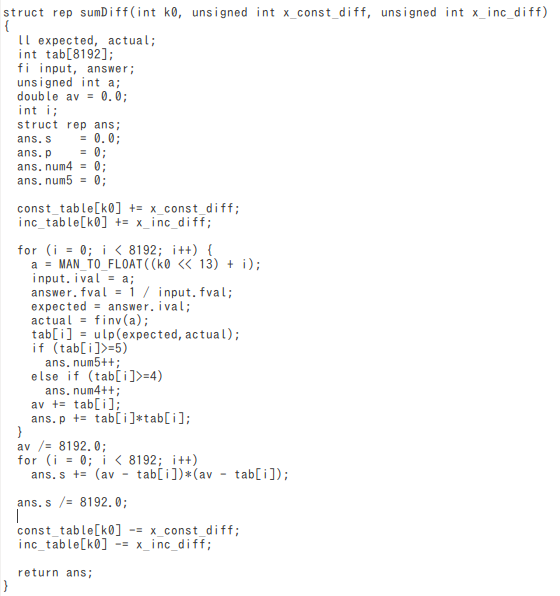 struct rep sumDiff(int k0, unsigned int x_const_diff, unsigned int x_inc_diff)
{
  ll expected, actual;
  int tab[8192];
  fi input, answer;
  unsigned int a;
  double av = 0.0;
  int i;
  struct rep ans;
  ans.s    = 0.0;
  ans.p    = 0;
  ans.num4 = 0;
  ans.num5 = 0;

  const_table[k0] += x_const_diff;
  inc_table[k0] += x_inc_diff;

  for (i = 0; i < 8192; i++) {
    a = MAN_TO_FLOAT((k0 << 13) + i);
    input.ival = a;
    answer.fval = 1 / input.fval;
    expected = answer.ival;
    actual = finv(a);
    tab[i] = ulp(expected,actual);
    if (tab[i]>=5)
      ans.num5++;
    else if (tab[i]>=4)
      ans.num4++;
    av += tab[i];
    ans.p += tab[i]*tab[i];
  }
  av /= 8192.0;
  for (i = 0; i < 8192; i++)
    ans.s += (av - tab[i])*(av - tab[i]);

  ans.s /= 8192.0;

  const_table[k0] -= x_const_diff;
  inc_table[k0] -= x_inc_diff;

  return ans;
}